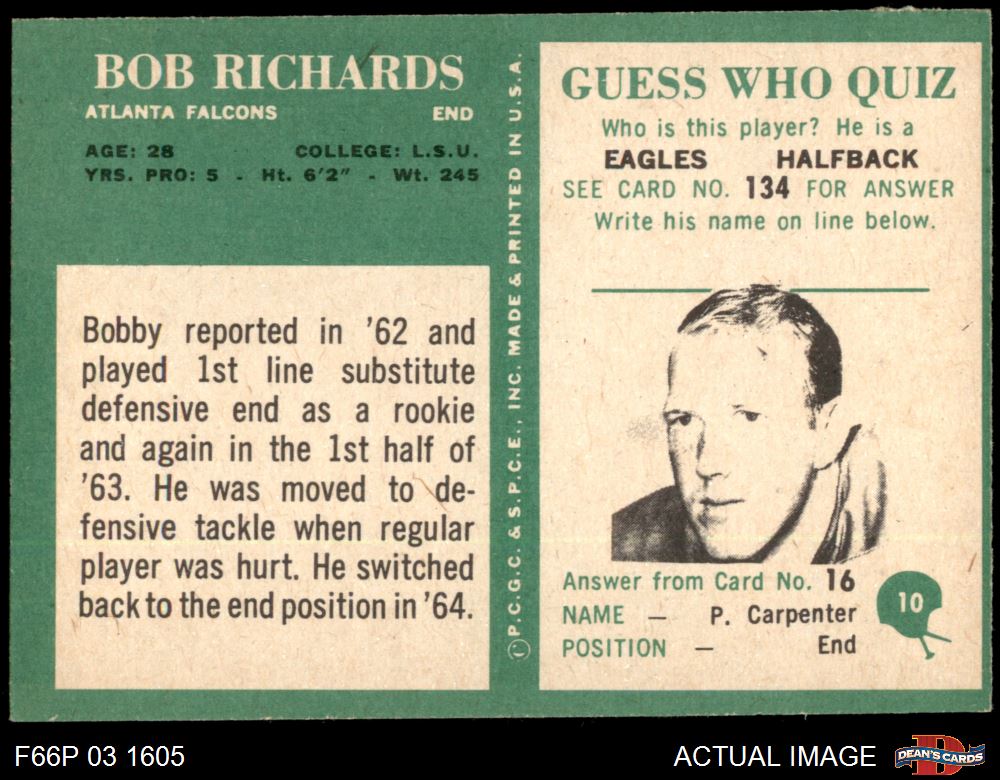 BOB RICHARDS
ATLANTA FALCONS END
AGE: 28 COLLEGE: L.S.U.
YRS. PRO: 5 - Ht. 6'2" - Wt. 245
Bobby reported in '62 and
played 1st line substitute
defensive end as a rookie
and again in the 1st half of
'63. He was moved to de-
fensive tackle when regular
player was hurt. He switched
back to the end position in '64.
©P.C.G.C. & S.P.C.E., INC. MADE & PRINTED IN U.S.A.
GUESS WHO QUIZ
Who is this player? He is a
EAGLES HALFBACK
SEE CARD NO. 134 FOR ANSWER
Write his name on line below.
Answer from Card No. 16
NAME — P. Carpenter
POSITION — End
10
F66P 03 1605
ACTUAL IMAGE
DEAN'S CARDS